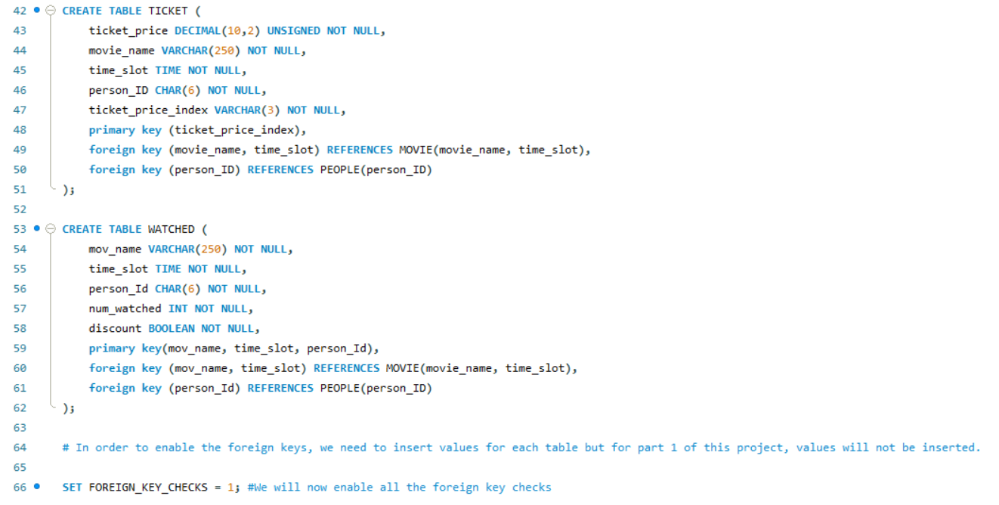 42 CREATE TABLE TICKET (
43 ticket_price DECIMAL(10,2) UNSIGNED NOT NULL,
44 movie_name VARCHAR(250) NOT NULL,
45 time_slot TIME NOT NULL,
46 person_ID CHAR(6) NOT NULL,
47 ticket_price_index VARCHAR(3) NOT NULL,
48 primary key (ticket_price_index),
49 foreign key (movie_name, time_slot) REFERENCES MOVIE(movie_name, time_slot),
50 foreign key (person_ID) REFERENCES PEOPLE(person_ID)
51 );
52
53 CREATE TABLE WATCHED (
54 mov_name VARCHAR(250) NOT NULL,
55 time_slot TIME NOT NULL,
56 person_Id CHAR(6) NOT NULL,
57 num_watched INT NOT NULL,
58 discount BOOLEAN NOT NULL,
59 primary key(mov_name, time_slot, person_Id),
60 foreign key (mov_name, time_slot) REFERENCES MOVIE(movie_name, time_slot),
61 foreign key (person_Id) REFERENCES PEOPLE(person_ID)
62 );
63
64 # In order to enable the foreign keys, we need to insert values for each table but for part 1 of this project, values will not be inserted.
65
66 SET FOREIGN_KEY_CHECKS = 1; #We will now enable all the foreign key checks